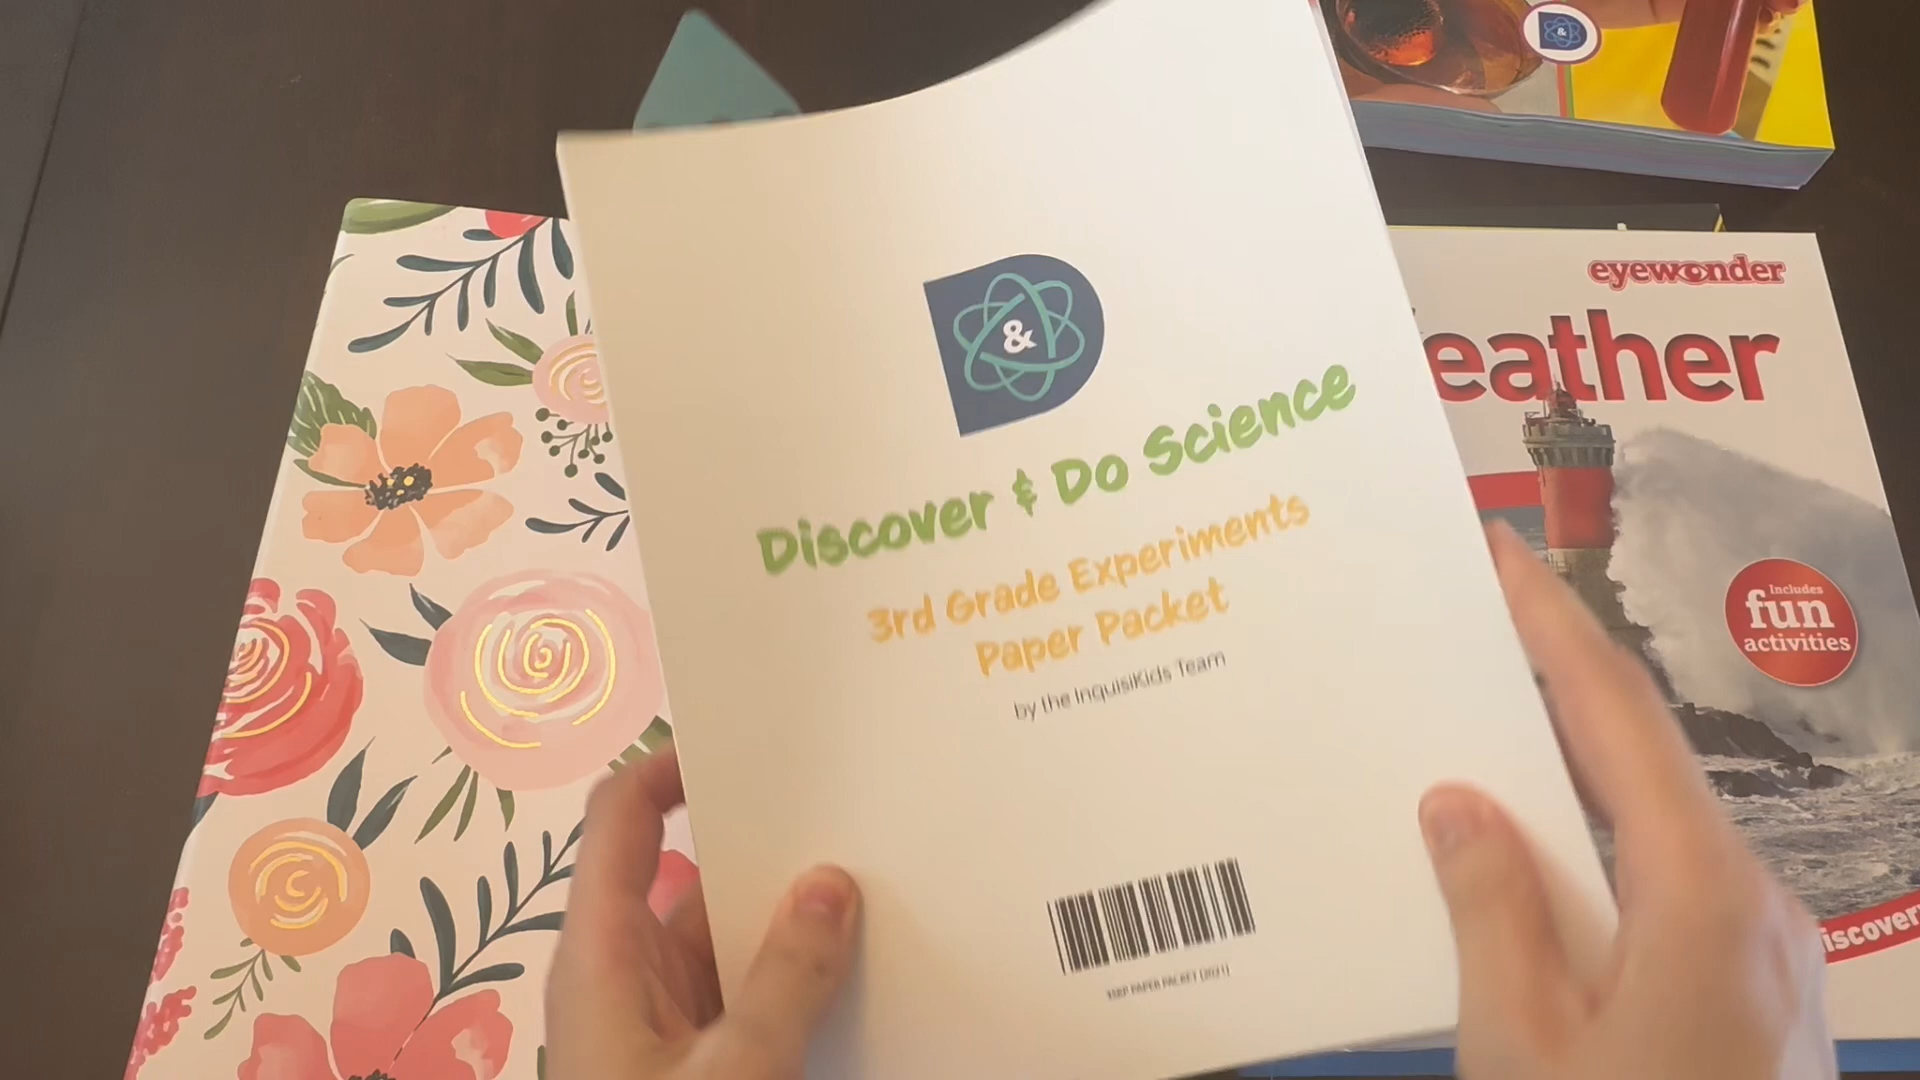 &
&
Discover & Do Science
3rd Grade Experiments
Paper Packet
by the InquisiKids Team
eyewonder
eather
Includes
fun
activities
iscover